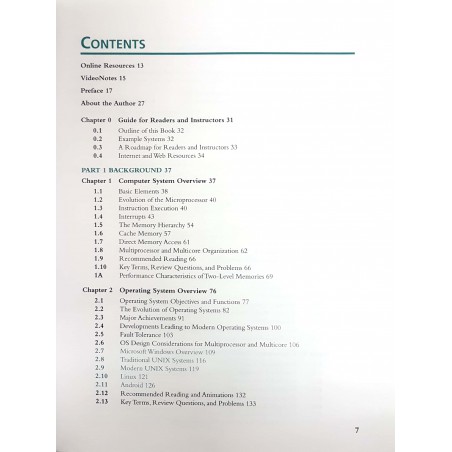 CONTENTS
Online Resources 13
VideoNotes 15
Preface 17
About the Author 27
Chapter 0 Guide for Readers and Instructors 31
0.1 Outline of this Book 32
0.2 Example Systems 32
0.3 A Roadmap for Readers and Instructors 33
0.4 Internet and Web Resources 34
PART 1 BACKGROUND 37
Chapter 1 Computer System Overview 37
1.1 Basic Elements 38
1.2 Evolution of the Microprocessor 40
1.3 Instruction Execution 40
1.4 Interrupts 43
1.5 The Memory Hierarchy 54
1.6 Cache Memory 57
1.7 Direct Memory Access 61
1.8 Multiprocessor and Multicore Organization 62
1.9 Recommended Reading 66
1.10 Key Terms, Review Questions, and Problems 66
1A Performance Characteristics of Two-Level Memories 69
Chapter 2 Operating System Overview 76
2.1 Operating System Objectives and Functions 77
2.2 The Evolution of Operating Systems 82
2.3 Major Achievements 91
2.4 Developments Leading to Modern Operating Systems 100
2.5 Fault Tolerance 103
2.6 OS Design Considerations for Multiprocessor and Multicore 106
2.7 Microsoft Windows Overview 109
2.8 Traditional UNIX Systems 116
2.9 Modern UNIX Systems 119
2.10 Linux 121
2.11 Android 126
2.12 Recommended Reading and Animations 132
2.13 Key Terms, Review Questions, and Problems 133
7